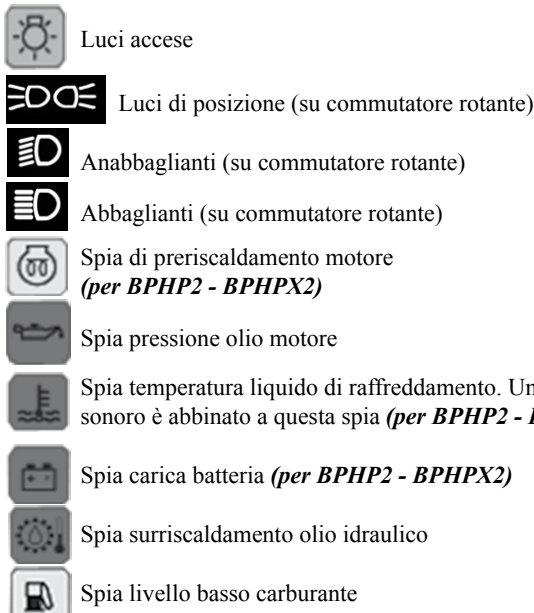 Luci accese
Luci di posizione (su commutatore rotante)
Anabbaglianti (su commutatore rotante)
Abbaglianti (su commutatore rotante)
Spia di preriscaldamento motore
(per BPHP2 - BPHPX2)
Spia pressione olio motore
Spia temperatura liquido di raffreddamento. Un
sonoro è abbinato a questa spia (per BPHP2 -
Spia carica batteria (per BPHP2 - BPHPX2)
Spia surriscaldamento olio idraulico
Spia livello basso carburante